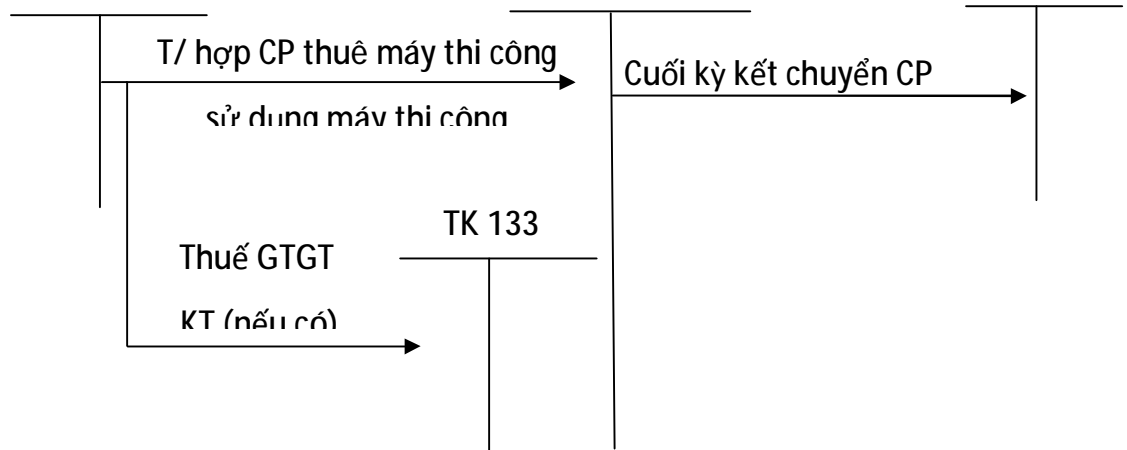 T/ hợp CP thuê máy thi công
sử dụng máy thi công
Cuối kỳ kết chuyển CP
TK 133
Thuế GTGT
KT (nếu có)